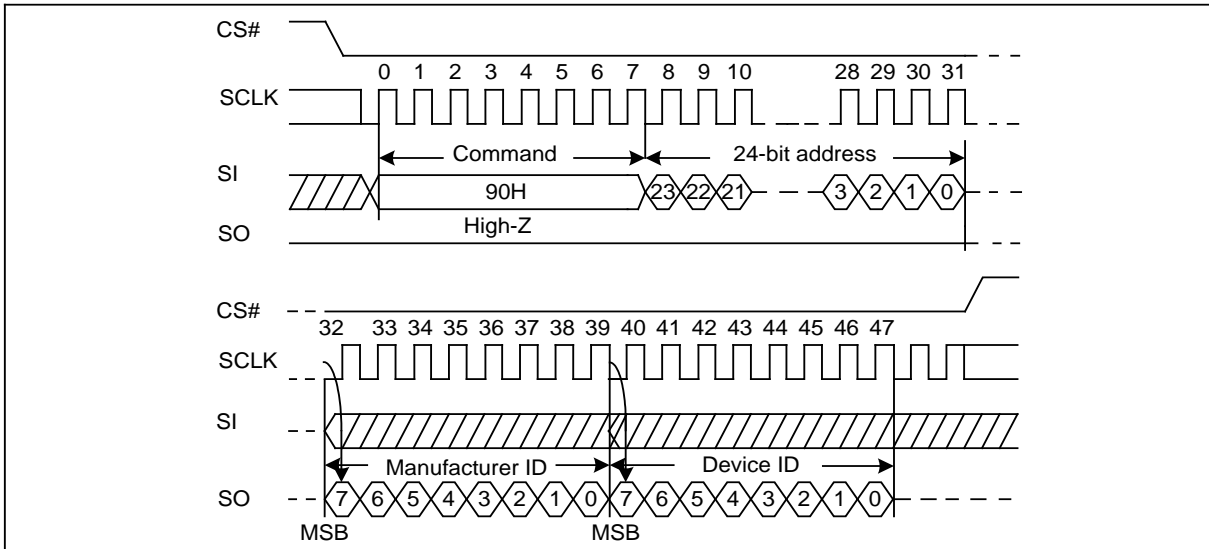 CS#
0 1 2 3 4 5 6 7 8 9 10 28 29 30 31
SCLK
Command 24-bit address
SI
90H 23 22 21 3 2 1 0
High-Z
SO
CS#
32 33 34 35 36 37 38 39 40 41 42 43 44 45 46 47
SCLK
SI
Manufacturer ID Device ID
SO 7 6 5 4 3 2 1 0 7 6 5 4 3 2 1 0
MSB MSB